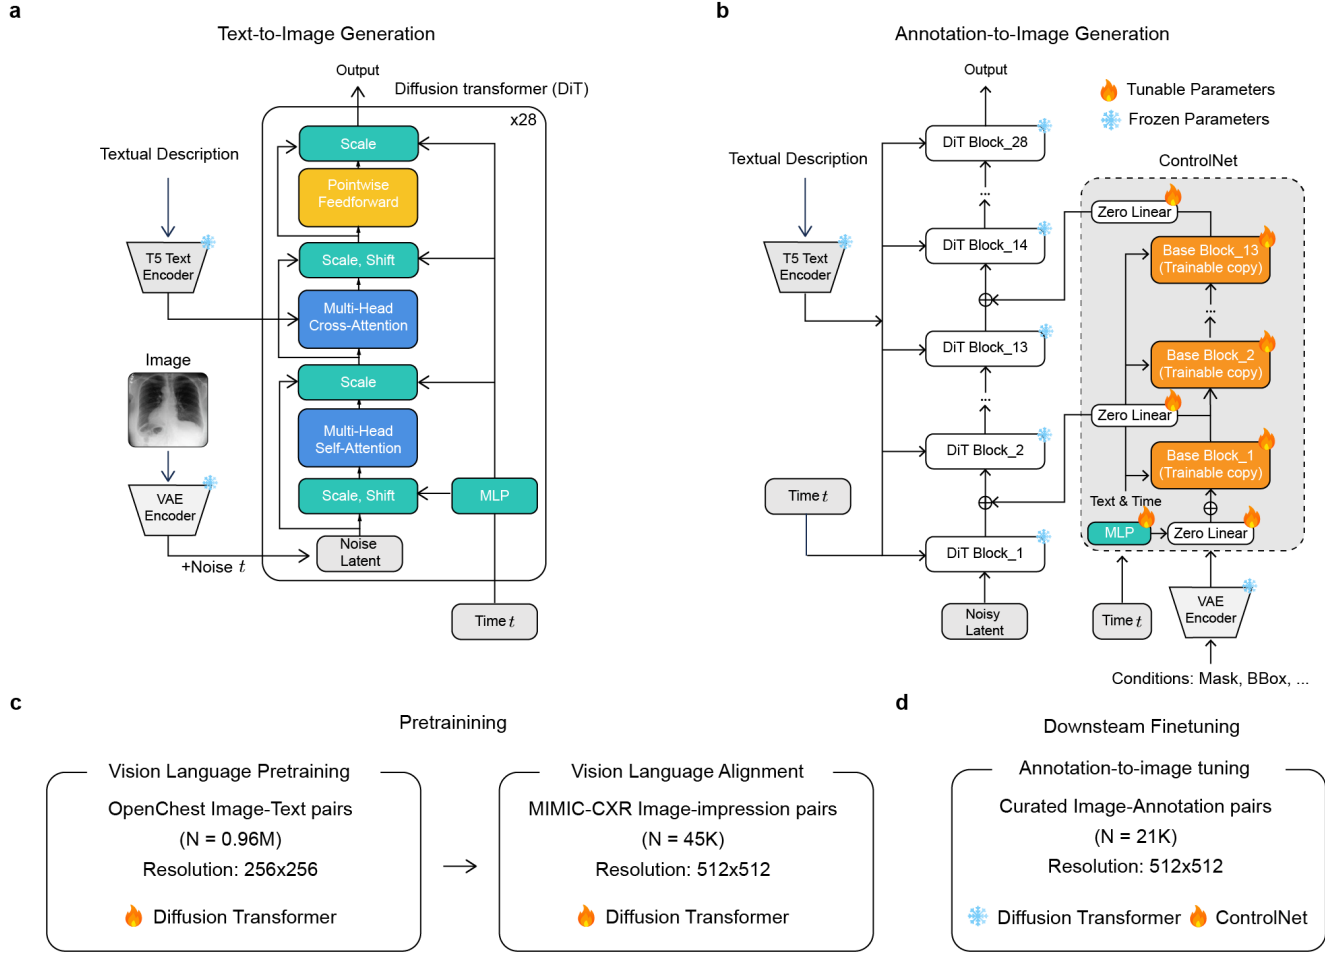 a
Text-to-Image Generation
Output
Diffusion transformer (DiT)
x28
Scale
Textual Description
Pointwise
Feedforward
T5 Text
Encoder
Scale, Shift
Multi-Head
Cross-Attention
Image
Scale
Multi-Head
Self-Attention
VAE
Encoder
Scale, Shift
MLP
Noise
Latent
+Noise t
Time t
b
Annotation-to-Image Generation
Output
Tunable Parameters
Frozen Parameters
DiT Block_28
Textual Description
ControlNet
...
Zero Linear
T5 Text
Encoder
DiT Block_14
Base Block_13
(Trainable copy)
...
DiT Block_13
Base Block_2
(Trainable copy)
...
Zero Linear
DiT Block_2
Base Block_1
(Trainable copy)
Time t
Text & Time
MLP
Zero Linear
DiT Block_1
Noisy
Latent
Time t
VAE
Encoder
Conditions: Mask, BBox, ...
c
Pretrainining
Vision Language Pretraining
OpenChest Image-Text pairs
(N = 0.96M)
Resolution: 256x256
Diffusion Transformer
Vision Language Alignment
MIMIC-CXR Image-impression pairs
(N = 45K)
Resolution: 512x512
Diffusion Transformer
d
Downsteam Finetuning
Annotation-to-image tuning
Curated Image-Annotation pairs
(N = 21K)
Resolution: 512x512
Diffusion Transformer
ControlNet